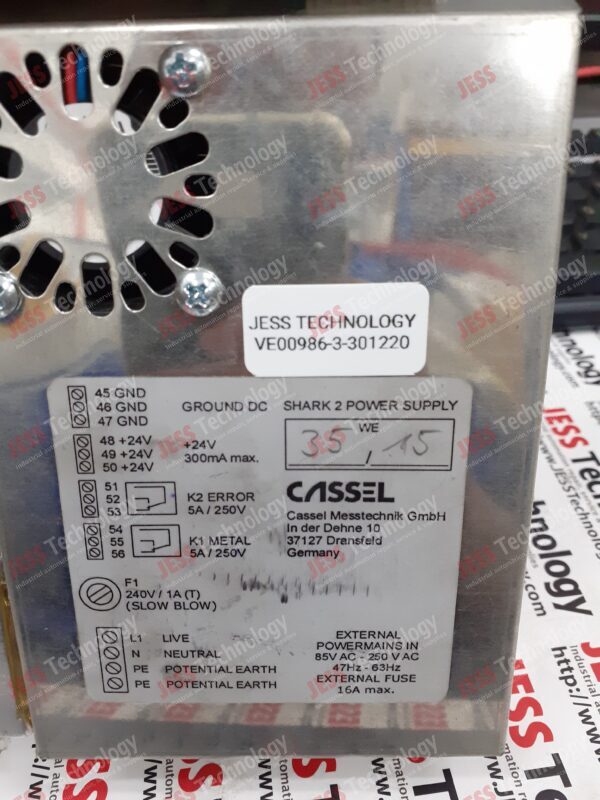 JESS TECHNOLOGY
VE00986-3-301220
45 GND
46 GND
47 GND
GROUND DC
SHARK 2 POWER SUPPLY
48 +24V
49 +24V
50 +24V
+24V
300mA max.
WE
35, 15
51
52
53
K2 ERROR
5A / 250V
54
55
56
K1 METAL
5A / 250V
CASSEL
Cassel Messtechnik GmbH
In der Dehne 10
37127 Dransfeld
Germany
F1
240V / 1A (T)
(SLOW BLOW)
L1 LIVE
N NEUTRAL
PE POTENTIAL EARTH
PE POTENTIAL EARTH
EXTERNAL
POWERMAINS IN
85V AC - 250 V AC
47Hz - 63Hz
EXTERNAL FUSE
16A max.
JESS Technology